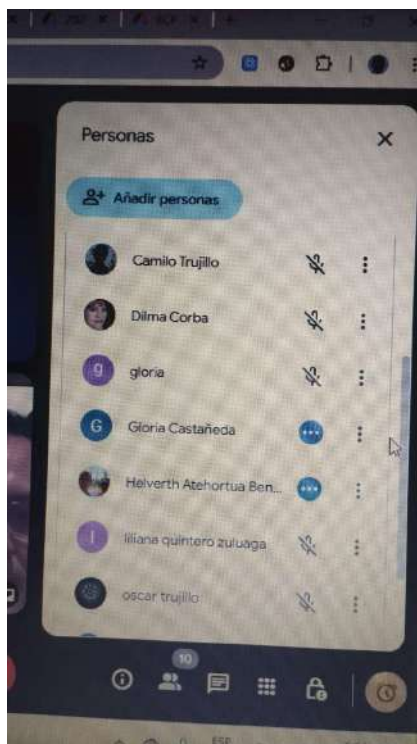 Personas
Añadir personas
Camilo Trujillo
Dilma Corba
g
gloria
G
Gloria Castañeda
Helverth Atehortua Ben...
l
liliana quintero zuluaga
oscar trujillo
10
ESP